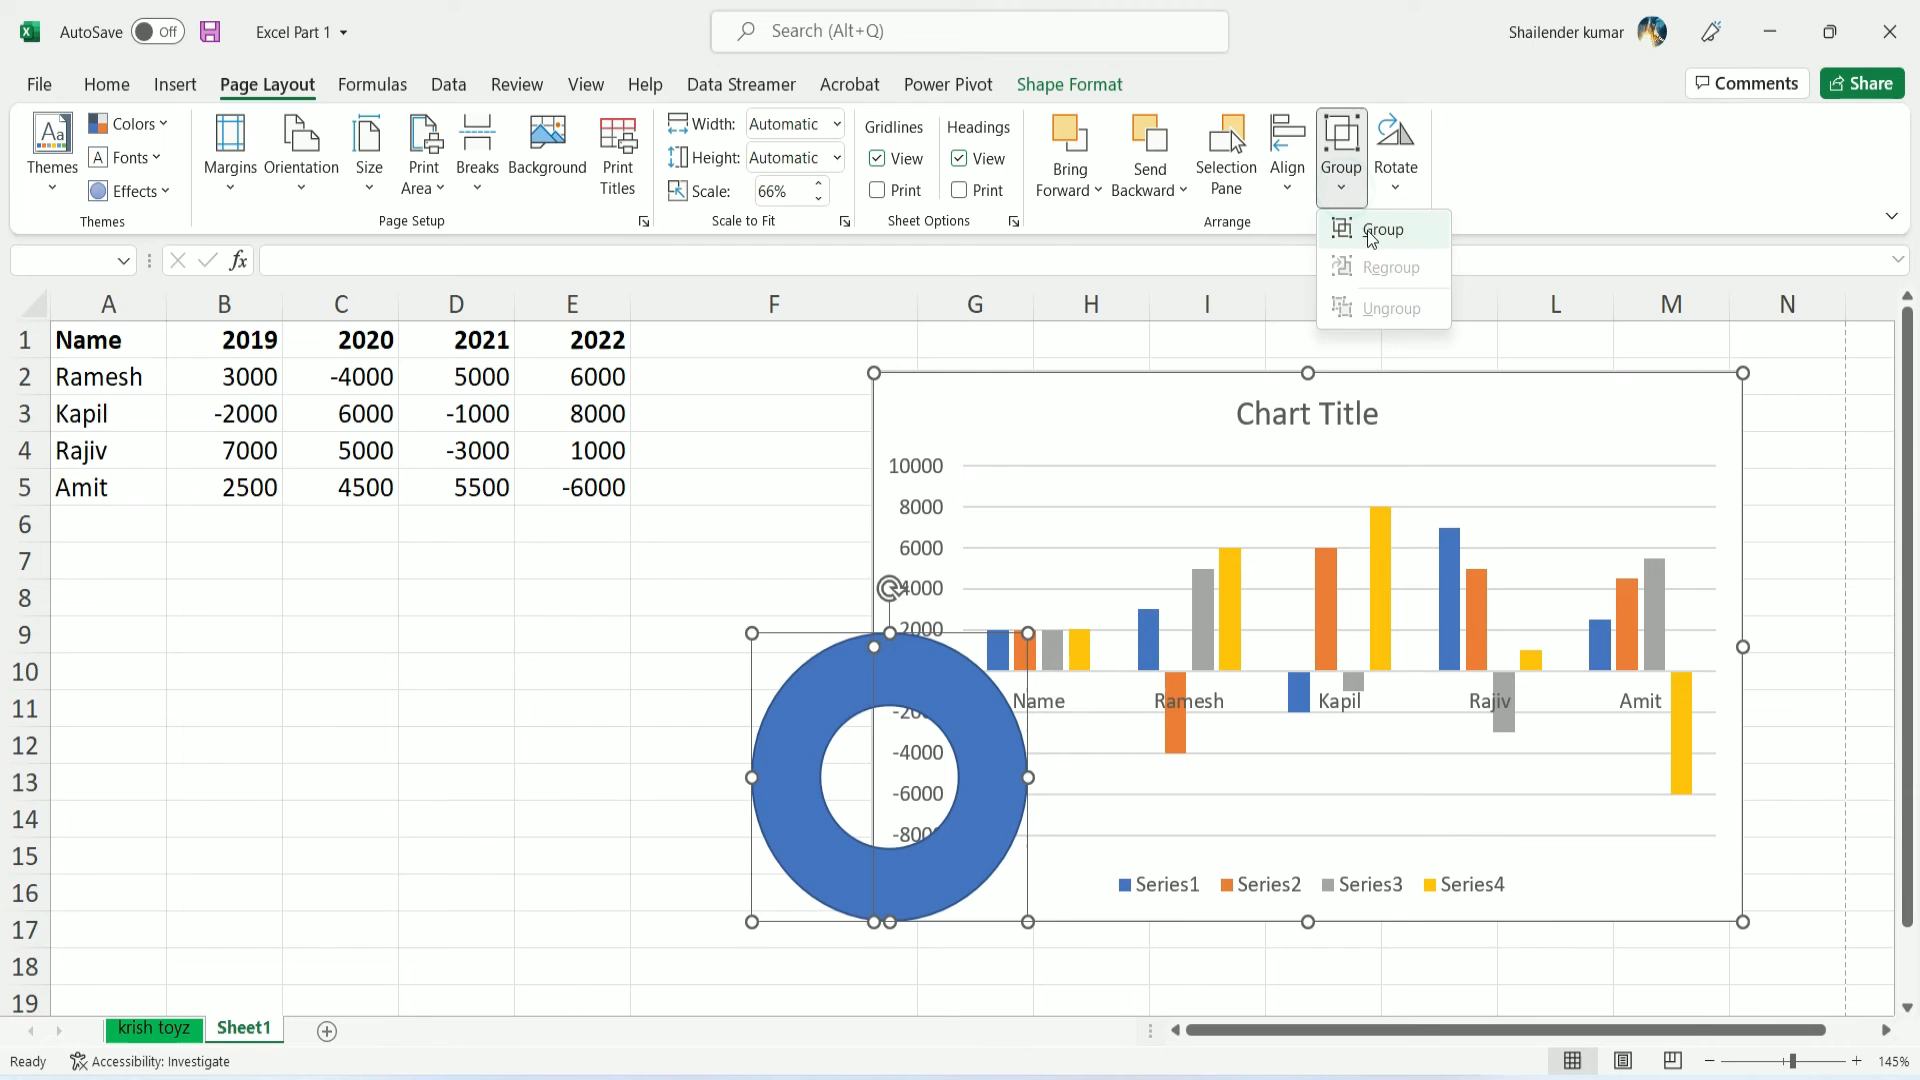 AutoSave Off Excel Part 1 Search (Alt+Q) Shailender kumar
File Home Insert Page Layout Formulas Data Review View Help Data Streamer Acrobat Power Pivot Shape Format Comments Share
Themes
Aa
Colors
A Fonts
Effects
Themes
Margins
Orientation
Size
Print
Area
Breaks
Background
Print
Titles
Page Setup
Width: Automatic
Height: Automatic
Scale: 66%
Scale to Fit
Gridlines
View
Print
Headings
View
Print
Sheet Options
Bring
Forward
Send
Backward
Selection
Pane
Align
Group
Rotate
Arrange
Group
Regroup
Ungroup
fx
A B C D E F G H I L M N
1 Name 2019 2020 2021 2022
2 Ramesh 3000 -4000 5000 6000
3 Kapil -2000 6000 -1000 8000
4 Rajiv 7000 5000 -3000 1000
5 Amit 2500 4500 5500 -6000
6
7
8
9
10
11
12
13
14
15
16
17
18
19
Chart Title
10000
8000
6000
4000
2000
-4000
-6000
Name Ramesh Kapil Rajiv Amit
Series1 Series2 Series3 Series4
krish toyz Sheet1
Ready Accessibility: Investigate 145%